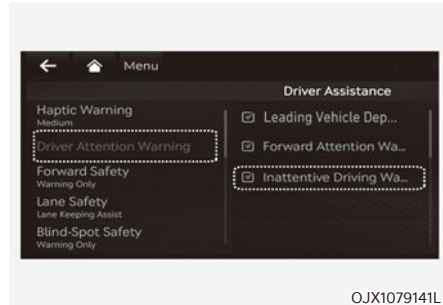 Menu
Driver Assistance
Haptic Warning
Medium
Driver Attention Warning
Forward Safety
Warning Only
Lane Safety
Lane Keeping Assist
Blind-Spot Safety
Warning Only
Leading Vehicle Dep...
Forward Attention Wa...
Inattentive Driving Wa...
OJX1079141L